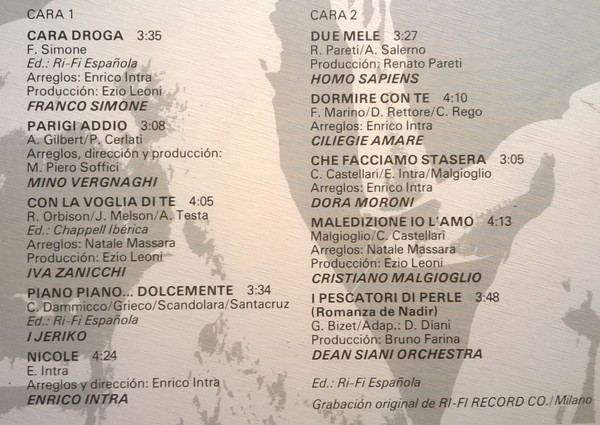 CARA 1
CARA DROGA 3:35
F. Simone
Ed.: Ri-Fi Española
Arreglos: Enrico Intra
Producción: Ezio Leoni
FRANCO SIMONE
PARIGI ADDIO 3:08
A. Gilbert/P. Cerlati
Arreglos, dirección y producción:
M. Piero Soffici
MINO VERGNAGHI
CON LA VOGLIA DI TE 4:05
R. Orbison/J. Melson/A. Testa
Ed.: Chappell Ibérica
Arreglos: Natale Massara
Producción: Ezio Leoni
IVA ZANICCHI
PIANO PIANO... DOLCEMENTE 3:34
C. Dammicco/Grieco/Scandolara/Santacruz
Ed.: Ri-Fi Española
I JERIKO
NICOLE 4:24
E. Intra
Arreglos y dirección: Enrico Intra
ENRICO INTRA
CARA 2
DUE MELE 3:27
R. Pareti/A. Salerno
Producción: Renato Pareti
HOMO SAPIENS
DORMIRE CON TE 4:10
F. Marino/D. Rettore/C. Rego
Arreglos: Enrico Intra
CILIEGIE AMARE
CHE FACCIAMO STASERA 3:05
C. Castellari/E. Intra/Malgioglio
Arreglos: Enrico Intra
DORA MORONI
MALEDIZIONE IO L'AMO 4:13
Malgioglio/C. Castellari
Arreglos: Natale Massara
Producción: Ezio Leoni
CRISTIANO MALGIOGLIO
I PESCATORI DI PERLE 3:48
(Romanza de Nadir)
G. Bizet/Adap.: D. Diani
Producción: Bruno Farina
DEAN SIANI ORCHESTRA
Ed.: Ri-Fi Española
Grabación original de RI-FI RECORD CO./Milano